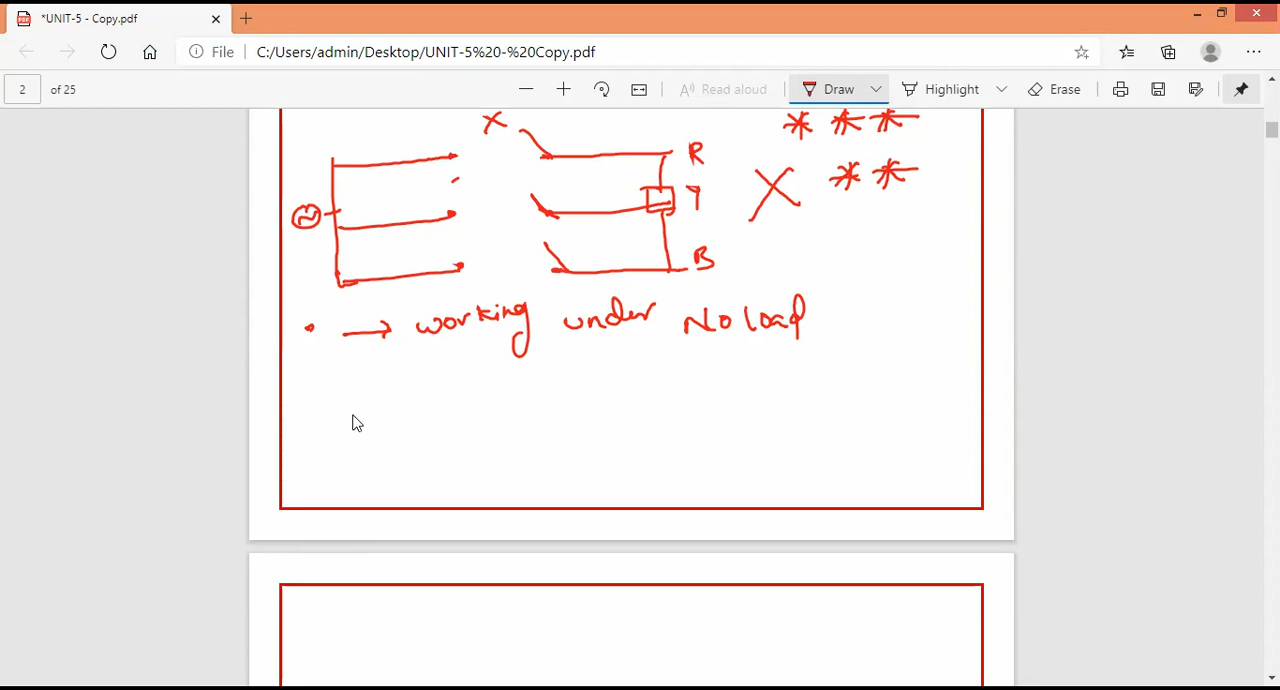 *UNIT-5 - Copy.pdf
File C:/Users/admin/Desktop/UNIT-5%20-%20Copy.pdf
2 of 25 Read aloud Draw Highlight Erase
X
R
Y
B
→ working under No load